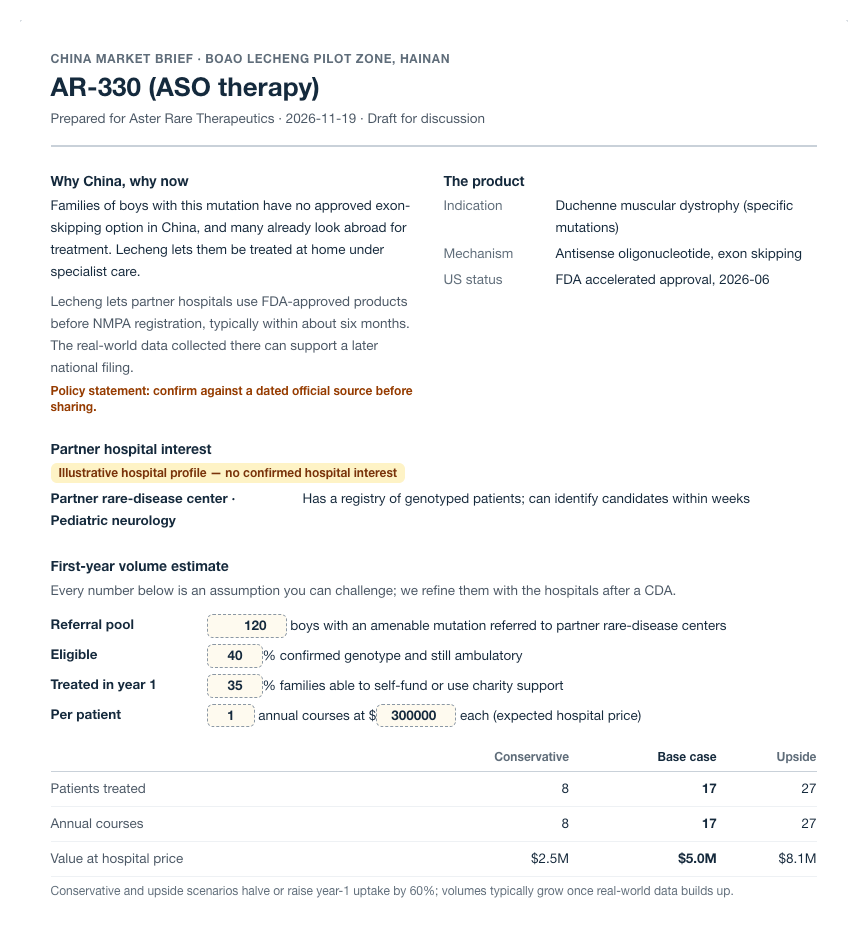 CHINA MARKET BRIEF · BOAO LECHENG PILOT ZONE, HAINAN
AR-330 (ASO therapy)
Prepared for Aster Rare Therapeutics · 2026-11-19 · Draft for discussion
Why China, why now
Families of boys with this mutation have no approved exon-
skipping option in China, and many already look abroad for
treatment. Lecheng lets them be treated at home under
specialist care.
Lecheng lets partner hospitals use FDA-approved products
before NMPA registration, typically within about six months.
The real-world data collected there can support a later
national filing.
Policy statement: confirm against a dated official source before
sharing.
The product
Indication Duchenne muscular dystrophy (specific
mutations)
Mechanism Antisense oligonucleotide, exon skipping
US status FDA accelerated approval, 2026-06
Partner hospital interest
Illustrative hospital profile — no confirmed hospital interest
Partner rare-disease center · Has a registry of genotyped patients; can identify candidates within weeks
Pediatric neurology
First-year volume estimate
Every number below is an assumption you can challenge; we refine them with the hospitals after a CDA.
Referral pool 120 boys with an amenable mutation referred to partner rare-disease centers
Eligible 40 % confirmed genotype and still ambulatory
Treated in year 1 35 % families able to self-fund or use charity support
Per patient 1 annual courses at $ 300000 each (expected hospital price)
Conservative Base case Upside
Patients treated 8 17 27
Annual courses 8 17 27
Value at hospital price $2.5M $5.0M $8.1M
Conservative and upside scenarios halve or raise year-1 uptake by 60%; volumes typically grow once real-world data builds up.